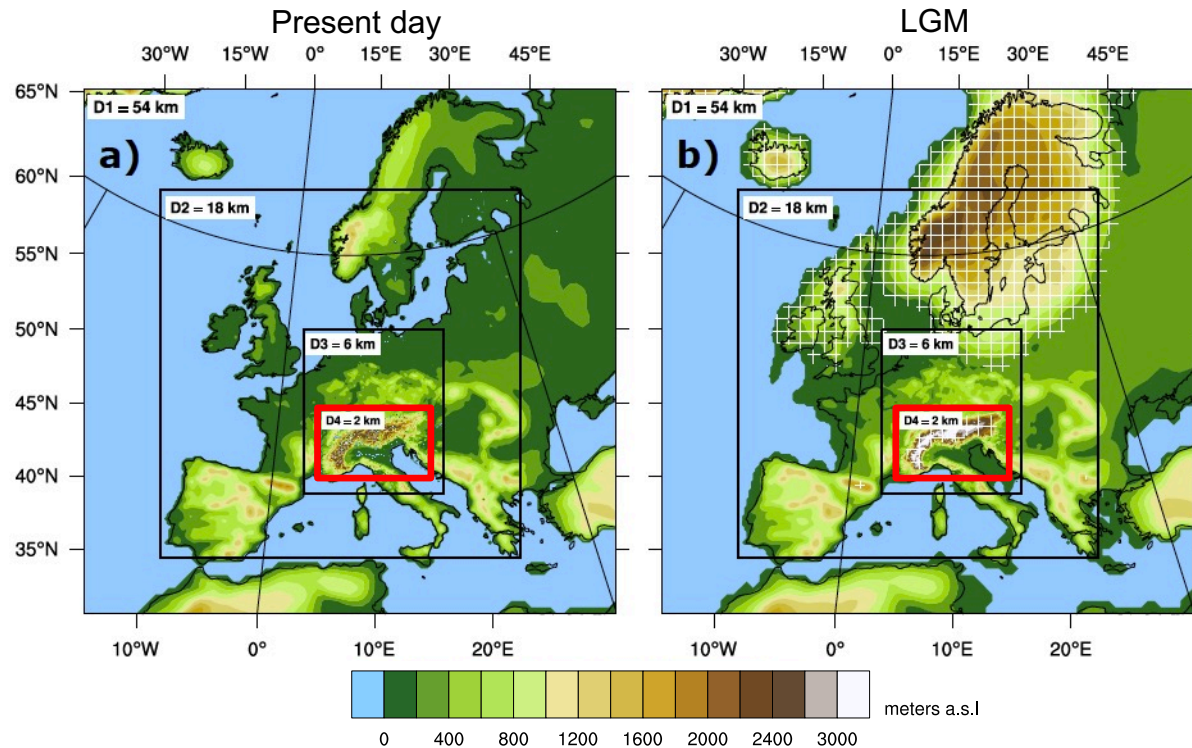 Present day
LGM
30°W 15°W 0° 15°E 30°E 45°E
30°W 15°W 0° 15°E 30°E 45°E
65°N
60°N
55°N
50°N
45°N
40°N
35°N
D1 = 54 km
a)
D2 = 18 km
D3 = 6 km
D4 = 2 km
D1 = 54 km
b)
D2 = 18 km
D3 = 6 km
D4 = 2 km
10°W 0° 10°E 20°E
10°W 0° 10°E 20°E
meters a.s.l
0 400 800 1200 1600 2000 2400 3000